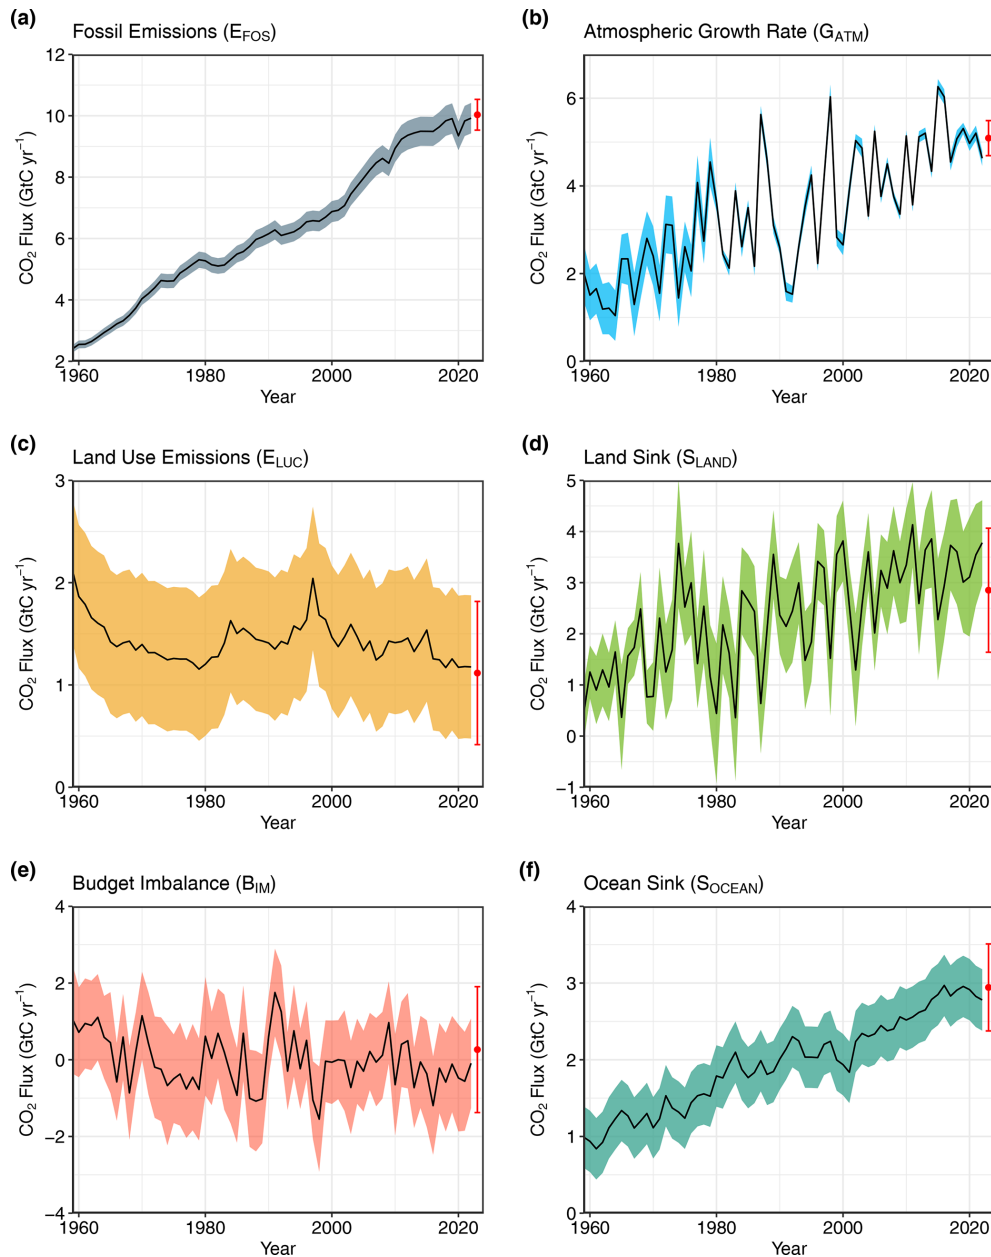 (a)
Fossil Emissions (EFOS)
CO2 Flux (GtC yr−1)
12
10
8
6
4
2
1960 1980 2000 2020
Year
(b)
Atmospheric Growth Rate (GATM)
CO2 Flux (GtC yr−1)
6
4
2
0
1960 1980 2000 2020
Year
(c)
Land Use Emissions (ELUC)
CO2 Flux (GtC yr−1)
3
2
1
0
1960 1980 2000 2020
Year
(d)
Land Sink (SLAND)
CO2 Flux (GtC yr−1)
5
4
3
2
1
0
−1
1960 1980 2000 2020
Year
(e)
Budget Imbalance (BIM)
CO2 Flux (GtC yr−1)
4
2
0
−2
−4
1960 1980 2000 2020
Year
(f)
Ocean Sink (SOCEAN)
CO2 Flux (GtC yr−1)
4
3
2
1
0
1960 1980 2000 2020
Year